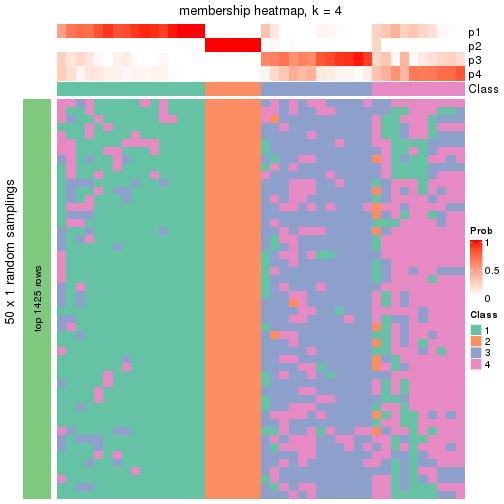 membership heatmap, k = 4
p1
p2
p3
p4
Class
50 x 1 random samplings
top 1425 rows
Prob
1
0.5
0
Class
1
2
3
4